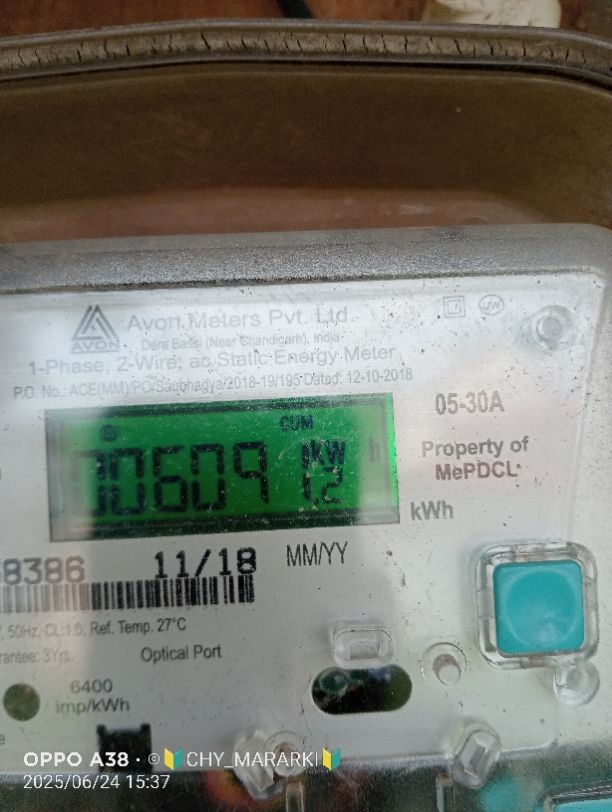 AVON
Avon Meters Pvt. Ltd.
Dera Bassi (Near Chandigarh), India
1-Phase, 2-Wire, ac Static Energy Meter
P.O. No.: ACE(MM)/PO/Saubhagya/2018-19/195 Dated: 12-10-2018
05-30A
CUM
00609 kW h
1.2
Property of
MePDCL
kWh
8386 11/18 MM/YY
50Hz, CL:1.0, Ref. Temp. 27°C
3Yrs. Optical Port
6400
imp/kWh
OPPO A38 · © 🔰CHY_MARARKI🔰
2025/06/24 15:37